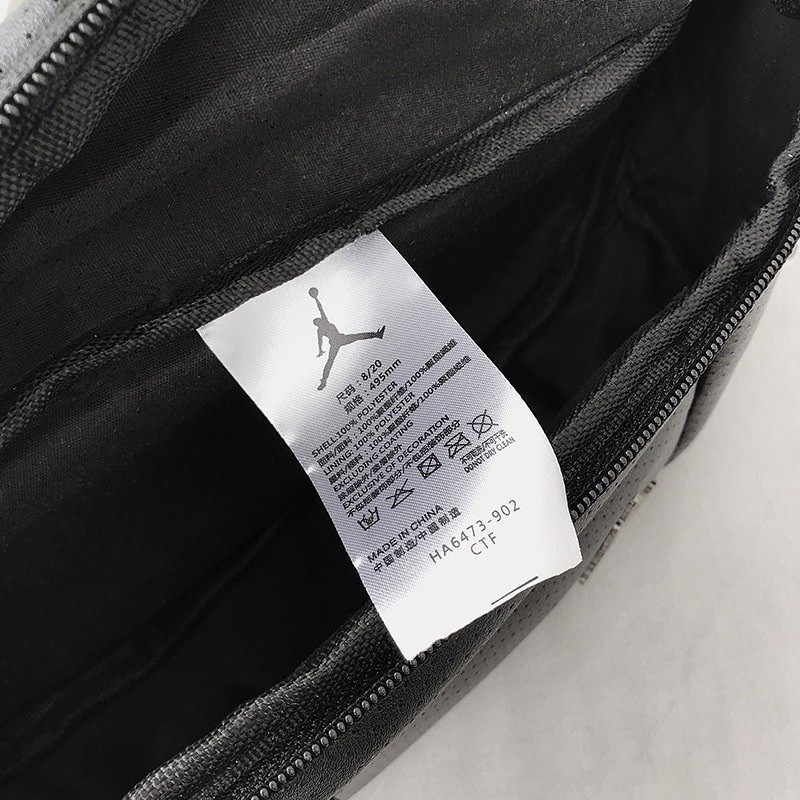 尺码: 8/20
规格: 495mm
SHELL:100% POLYESTER
LINING:100% POLYESTER
EXCLUDING COATING
EXCLUSIVE OF DECORATION
DO NOT DRY CLEAN
MADE IN CHINA
中国制造/中國製造
HA6473-902
CTF